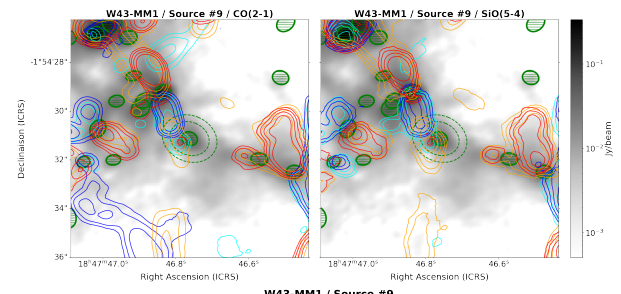 W43-MM1 / Source #9 / CO(2-1)
W43-MM1 / Source #9 / SiO(5-4)
-1°54'28"
30"
32"
34"
36"
Declinaison (ICRS)
18ʰ47ᵐ47.0ˢ
46.8ˢ
46.6ˢ
Right Ascension (ICRS)
18ʰ47ᵐ47.0ˢ
46.8ˢ
46.6ˢ
Right Ascension (ICRS)
10⁻¹
10⁻²
10⁻³
Jy/beam
W43-MM1 / Source #9